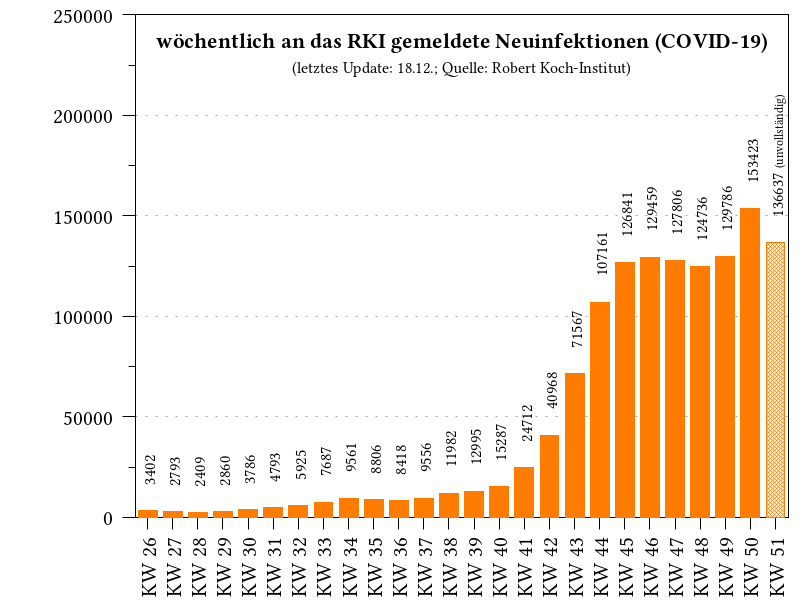 wöchentlich an das RKI gemeldete Neuinfektionen (COVID-19)
(letztes Update: 18.12.; Quelle: Robert Koch-Institut)
250000
200000
150000
100000
50000
0
3402
2793
2409
2860
3786
4793
5925
7687
9561
8806
8418
9556
11982
12995
15287
24712
40968
71567
107161
126841
129459
127806
124736
129786
153423
136637 (unvollständig)
KW 26
KW 27
KW 28
KW 29
KW 30
KW 31
KW 32
KW 33
KW 34
KW 35
KW 36
KW 37
KW 38
KW 39
KW 40
KW 41
KW 42
KW 43
KW 44
KW 45
KW 46
KW 47
KW 48
KW 49
KW 50
KW 51